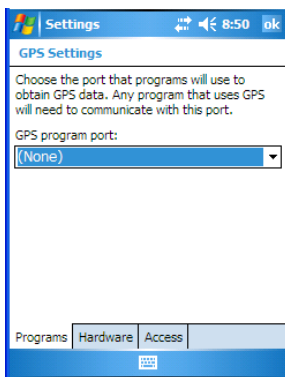 Settings 8:50 ok
GPS Settings
Choose the port that programs will use to
obtain GPS data. Any program that uses GPS
will need to communicate with this port.
GPS program port:
(None)
Programs Hardware Access